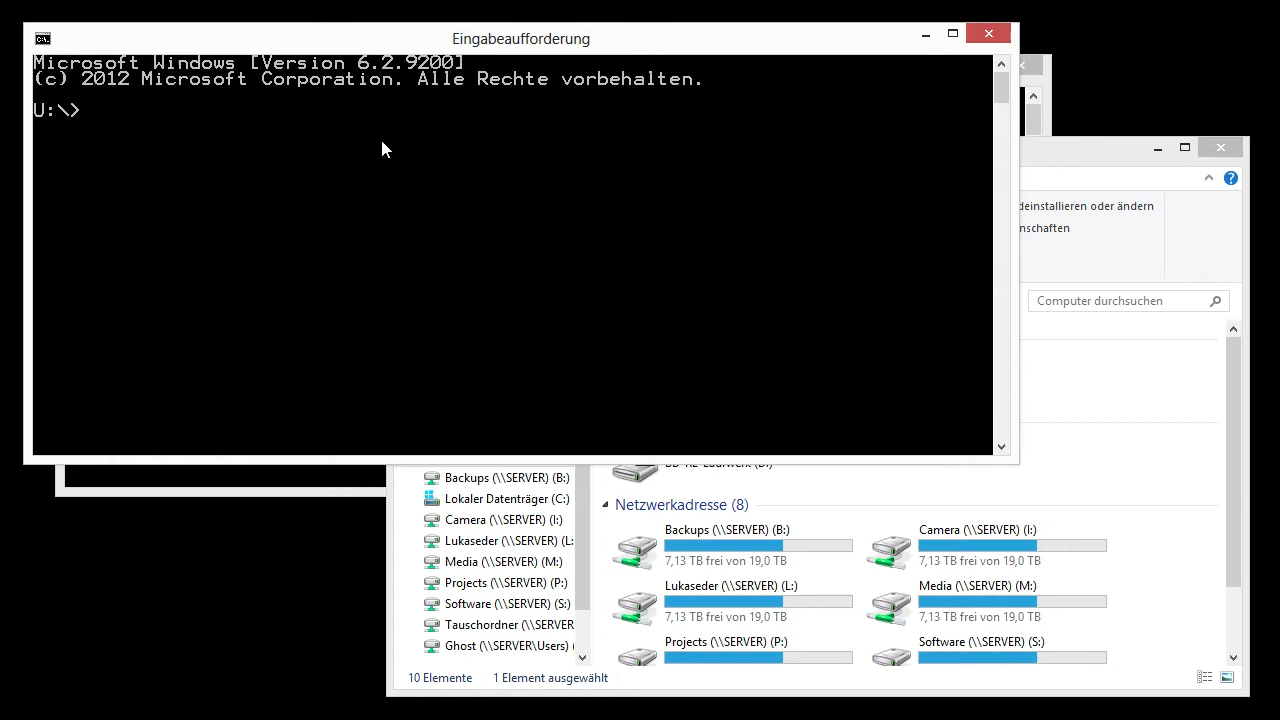 Eingabeaufforderung
Microsoft Windows [Version 6.2.9200]
(c) 2012 Microsoft Corporation. Alle Rechte vorbehalten.
U:\>
deinstallieren oder ändern
nschaften
Computer durchsuchen
Backups (\\SERVER) (B:)
Lokaler Datenträger (C:)
Camera (\\SERVER) (I:)
Lukaseder (\\SERVER) (L:
Media (\\SERVER) (M:)
Projects (\\SERVER) (P:)
Software (\\SERVER) (S:)
Tauschordner (\\SERVER
Ghost (\\SERVER\Users) (
BD-RE-Laufwerk (D:)
Netzwerkadresse (8)
Backups (\\SERVER) (B:)
7,13 TB frei von 19,0 TB
Camera (\\SERVER) (I:)
7,13 TB frei von 19,0 TB
Lukaseder (\\SERVER) (L:)
7,13 TB frei von 19,0 TB
Media (\\SERVER) (M:)
7,13 TB frei von 19,0 TB
Projects (\\SERVER) (P:)
Software (\\SERVER) (S:)
10 Elemente
1 Element ausgewählt